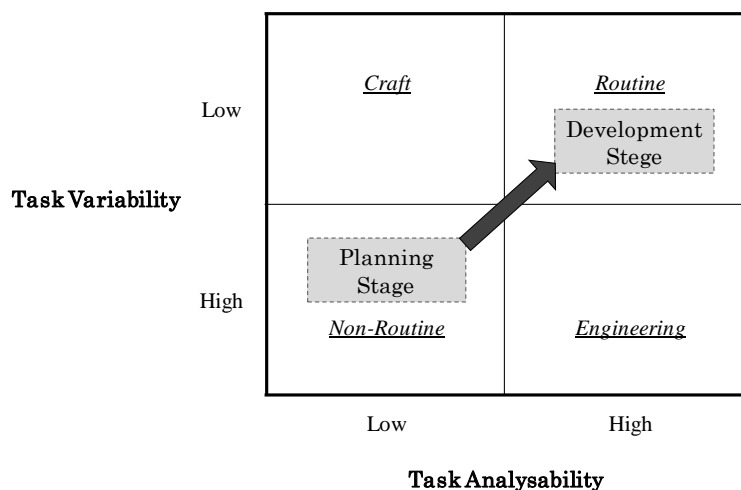 Craft
Routine
Low
Development
Stege
Task Variability
Planning
Stage
High
Non-Routine
Engineering
Low
High
Task Analysability